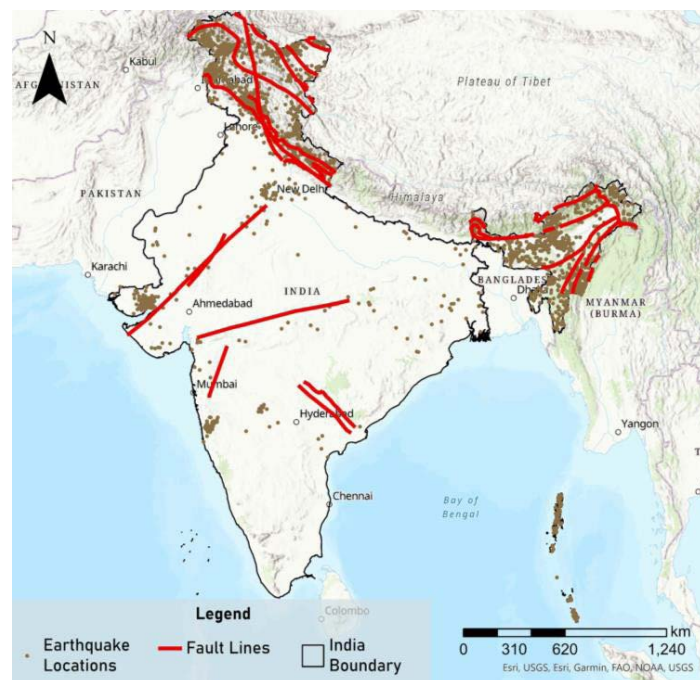 N
Kabul
Plateau of Tibet
AFGHANISTAN
Lahore
New Delhi
Himalaya
PAKISTAN
Karachi
Ahmedabad
INDIA
BANGLADESH
Dhaka
MYANMAR
(BURMA)
Mumbai
Hyderabad
Yangon
Chennai
Bay of
Bengal
Colombo
Legend
Earthquake
Locations
Fault Lines
India
Boundary
km
0 310 620 1,240
Esri, USGS, Esri, Garmin, FAO, NOAA, USGS